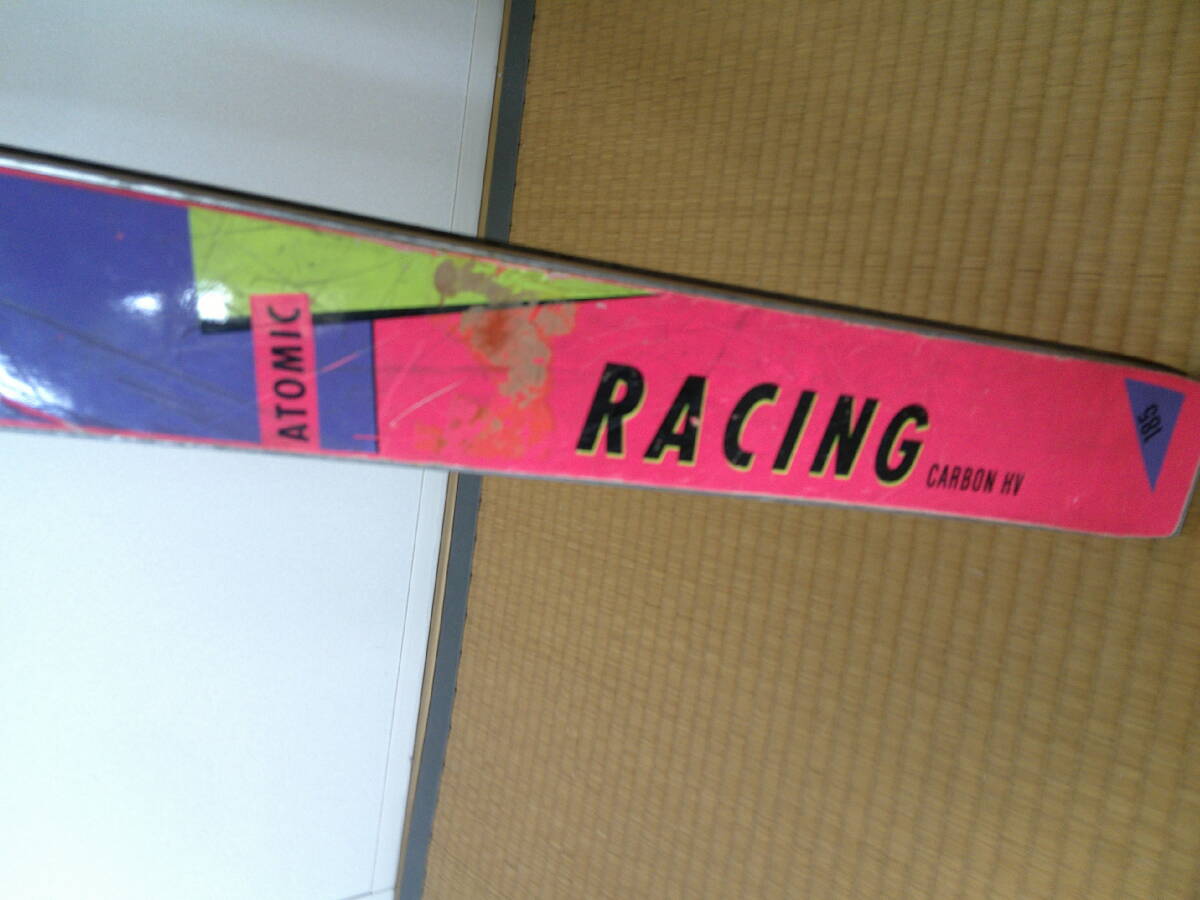 ATOMIC
RACING
CARBON HV
185